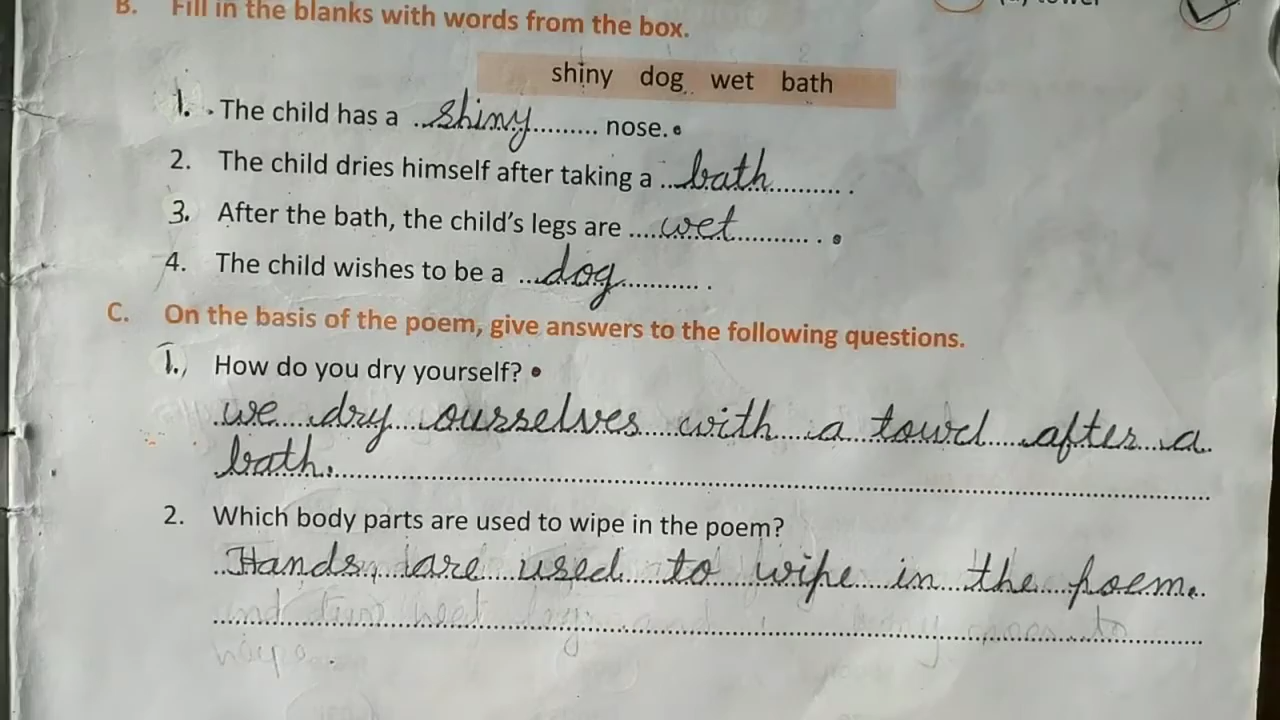 B. Fill in the blanks with words from the box.
shiny dog wet bath
1. The child has a ..shiny.......... nose.
2. The child dries himself after taking a ...bath........... .
3. After the bath, the child's legs are ....wet........... . .
4. The child wishes to be a ...dog............ .
C. On the basis of the poem, give answers to the following questions.
1. How do you dry yourself?
we dry ourselves with a towel after a
bath.
2. Which body parts are used to wipe in the poem?
Hands, are used to wipe in the poem.
and
to